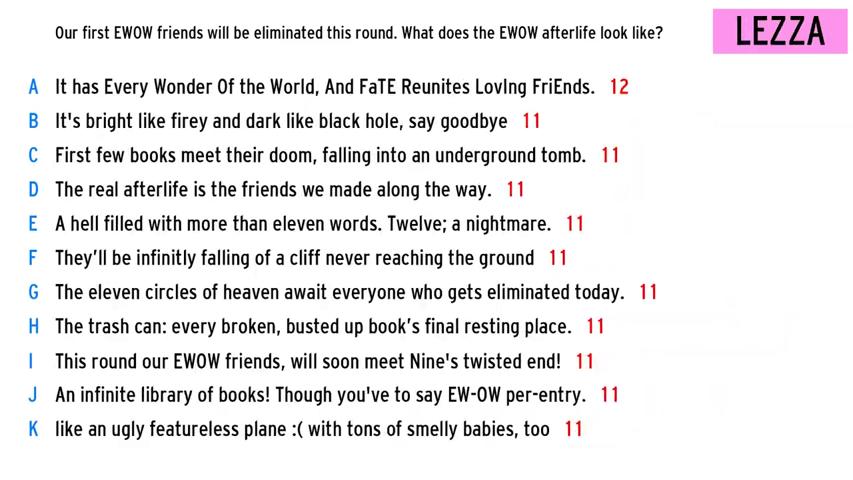 Our first EWOW friends will be eliminated this round. What does the EWOW afterlife look like?
LEZZA
A It has Every Wonder Of the World, And FaTE Reunites LovIng FriEnds. 12
B It's bright like firey and dark like black hole, say goodbye 11
C First few books meet their doom, falling into an underground tomb. 11
D The real afterlife is the friends we made along the way. 11
E A hell filled with more than eleven words. Twelve; a nightmare. 11
F They’ll be infinitly falling of a cliff never reaching the ground 11
G The eleven circles of heaven await everyone who gets eliminated today. 11
H The trash can: every broken, busted up book’s final resting place. 11
I This round our EWOW friends, will soon meet Nine's twisted end! 11
J An infinite library of books! Though you've to say EW-OW per-entry. 11
K like an ugly featureless plane :( with tons of smelly babies, too 11